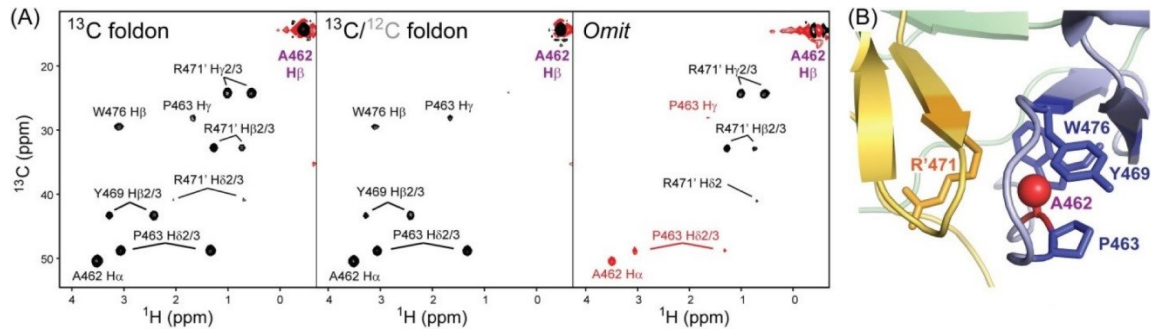 (A)
¹³C foldon
A462
Hβ
R471' Hγ2/3
W476 Hβ
P463 Hγ
R471' Hβ2/3
R471' Hδ2/3
Y469 Hβ2/3
P463 Hδ2/3
A462 Hα
¹³C/¹²C foldon
A462
Hβ
W476 Hβ
P463 Hγ
Y469 Hβ2/3
P463 Hδ2/3
A462 Hα
Omit
A462
Hβ
R471' Hγ2/3
P463 Hγ
R471' Hβ2/3
R471' Hδ2
P463 Hδ2/3
A462 Hα
¹³C (ppm)
20
30
40
50
4 3 2 1 0
4 3 2 1 0
4 3 2 1 0
¹H (ppm)
¹H (ppm)
¹H (ppm)
(B)
W476
R'471
Y469
A462
P463